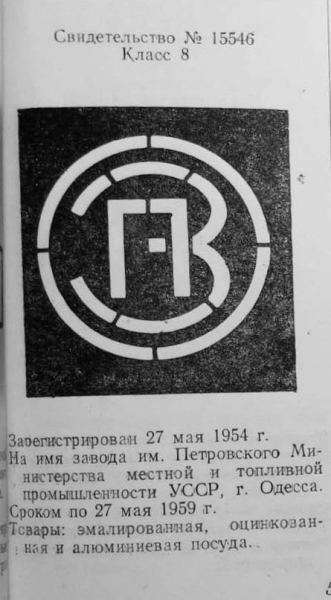 Свидетельство № 15546
Класс 8
ПВ
Зарегистрирован 27 мая 1954 г.
На имя завода им. Петровского Ми-
нистерства местной и топливной
промышленности УССР, г. Одесса.
Сроком по 27 мая 1959 г.
Товары: эмалированная, оцинкован-
ная и алюминиевая посуда.